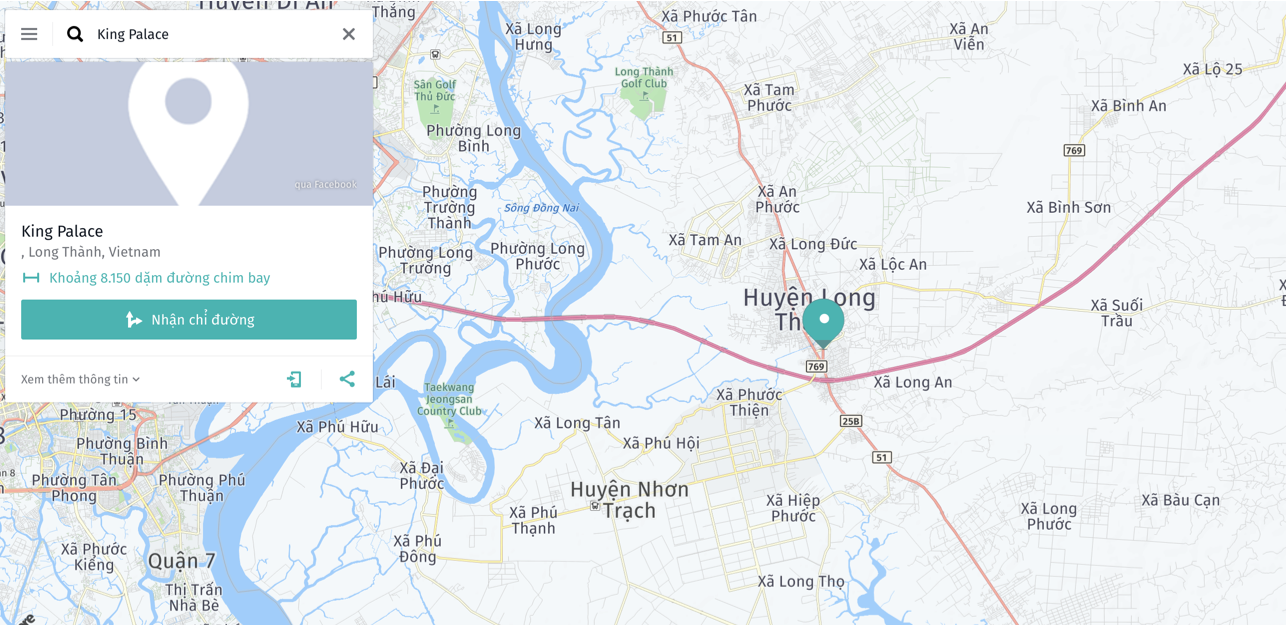 King Palace
qua Facebook
King Palace
, Long Thành, Vietnam
Khoảng 8.150 dặm đường chim bay
Nhận chỉ đường
Xem thêm thông tin
Huyện Dĩ An
Thắng
Xã Long
Hưng
Xã Phước Tân
51
Xã An
Viễn
Xã Lộ 25
Sân Golf
Thủ Đức
Long Thành
Golf Club
Xã Tam
Phước
Xã Bình An
Phường Long
Bình
769
Phường
Trường
Thạnh
Sông Đồng Nai
Xã An
Phước
Xã Bình Sơn
Phường Long
Trường
Phường Long
Phước
Xã Tam An
Xã Long Đức
Xã Lộc An
hú Hữu
Huyện Long
Th
Xã Suối
Trầu
769
Lái
Taekwang
Jeongsan
Country Club
Xã Phước
Thiện
Xã Long An
Phường 15
Xã Phú Hữu
Xã Long Tân
25B
Phường Bình
Thuận
Xã Phú Hội
51
Phường Tân
Phong
Phường Phú
Thuận
Xã Đại
Phước
Huyện Nhơn
Trạch
Xã Hiệp
Phước
Xã Long
Phước
Xã Bàu Cạn
Xã Phú
Thạnh
Xã Phước
Kiểng
Quận 7
Xã Phú
Đông
Thị Trấn
Nhà Bè
Xã Long Thọ